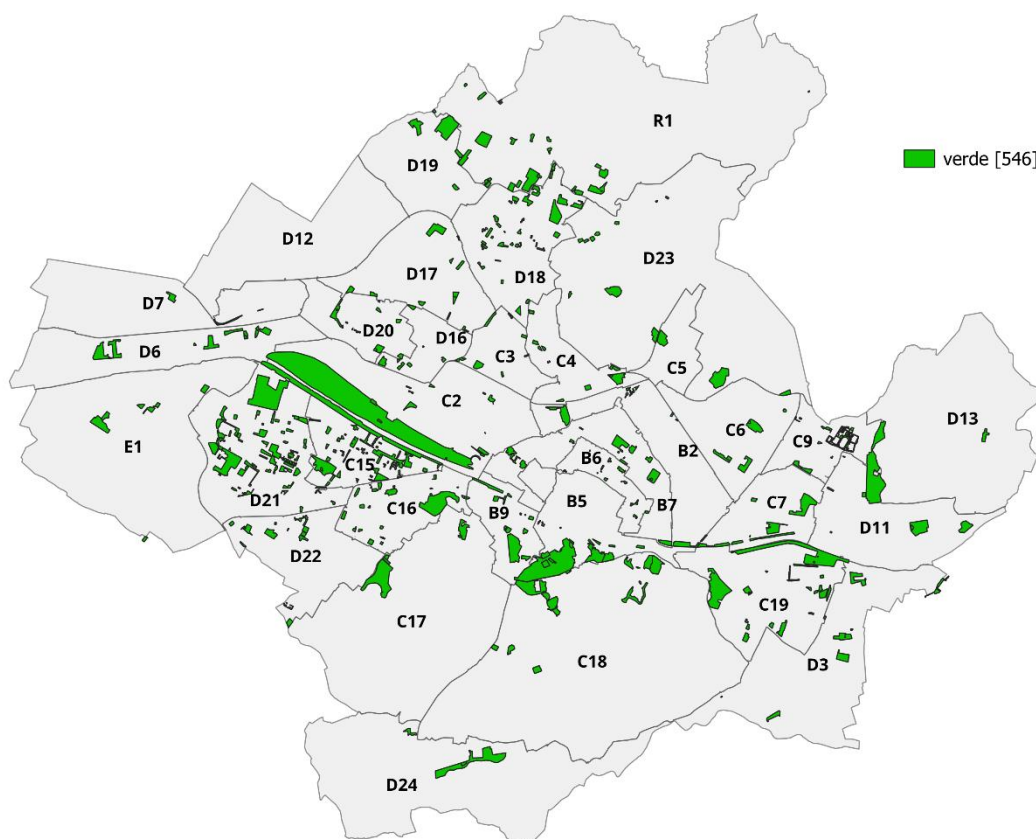 R1
verde [546]
D19
D12
D23
D17
D18
D7
D20
D16
D6
C3
C4
C5
C2
D13
E1
C6
B2
C9
B6
C15
D21
C16
B9
B5
B7
C7
D11
D22
C19
C17
C18
D3
D24